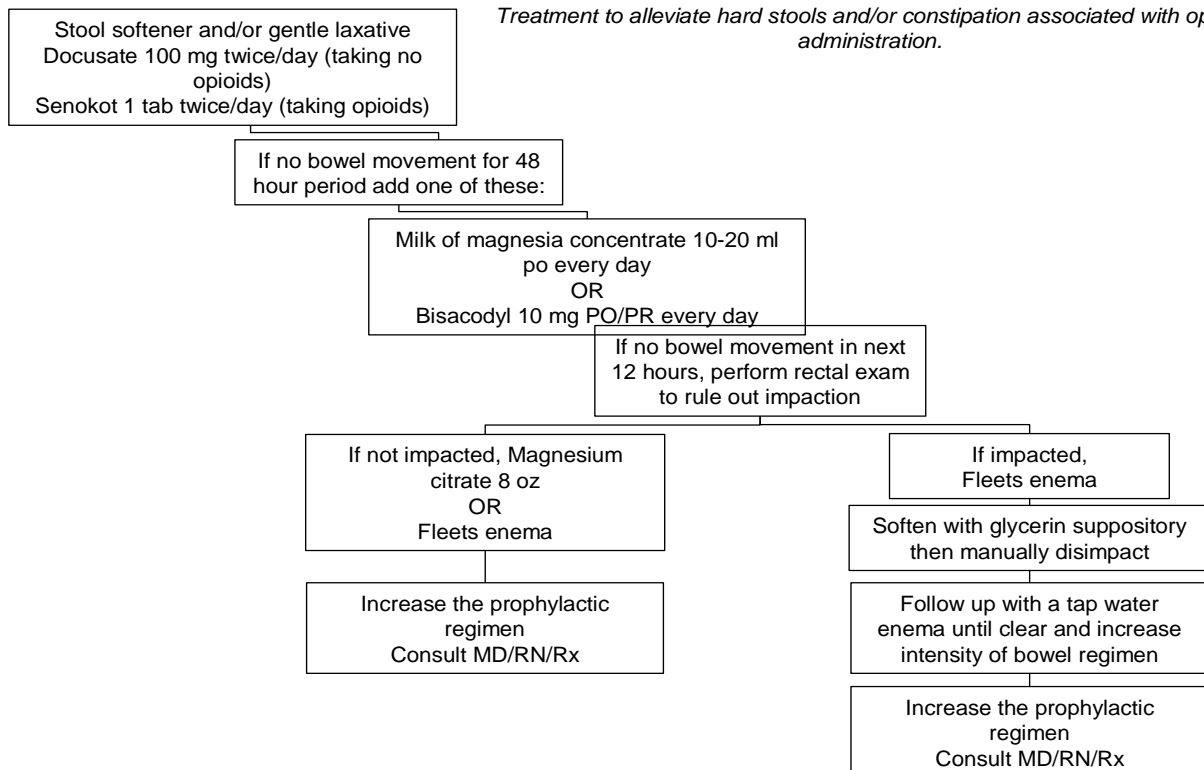 Treatment to alleviate hard stools and/or constipation associated with
administration.
Stool softener and/or gentle laxative
Docusate 100 mg twice/day (taking no
opioids)
Senokot 1 tab twice/day (taking opioids)
If no bowel movement for 48
hour period add one of these:
Milk of magnesia concentrate 10-20 ml
po every day
OR
Bisacodyl 10 mg PO/PR every day
If no bowel movement in next
12 hours, perform rectal exam
to rule out impaction
If not impacted, Magnesium
citrate 8 oz
OR
Fleets enema
Increase the prophylactic
regimen
Consult MD/RN/Rx
If impacted,
Fleets enema
Soften with glycerin suppository
then manually disimpact
Follow up with a tap water
enema until clear and increase
intensity of bowel regimen
Increase the prophylactic
regimen
Consult MD/RN/Rx